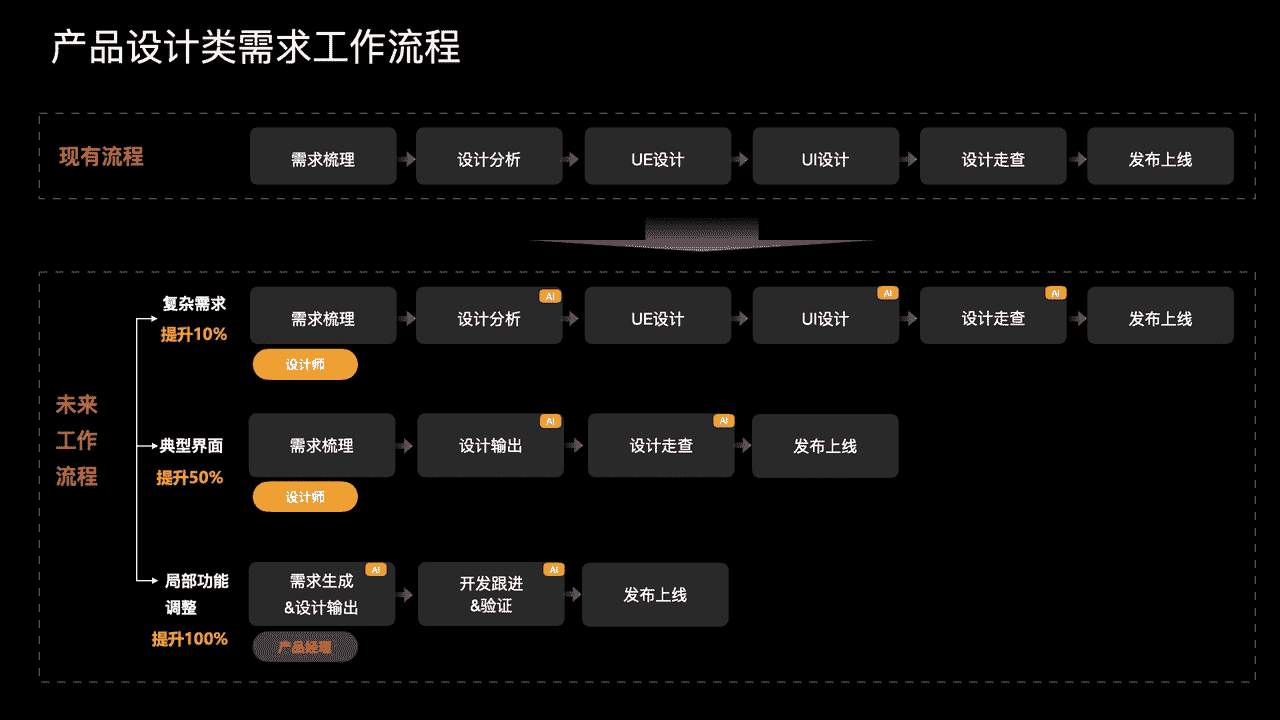 产品设计类需求工作流程
现有流程
需求梳理
设计分析
UE设计
UI设计
设计走查
发布上线
未来
工作
流程
复杂需求
提升10%
需求梳理
设计分析
AI
UE设计
UI设计
AI
设计走查
AI
发布上线
设计师
典型界面
提升50%
需求梳理
设计输出
AI
设计走查
AI
发布上线
设计师
局部功能
调整
提升100%
需求生成
&设计输出
AI
开发跟进
&验证
AI
发布上线
产品经理